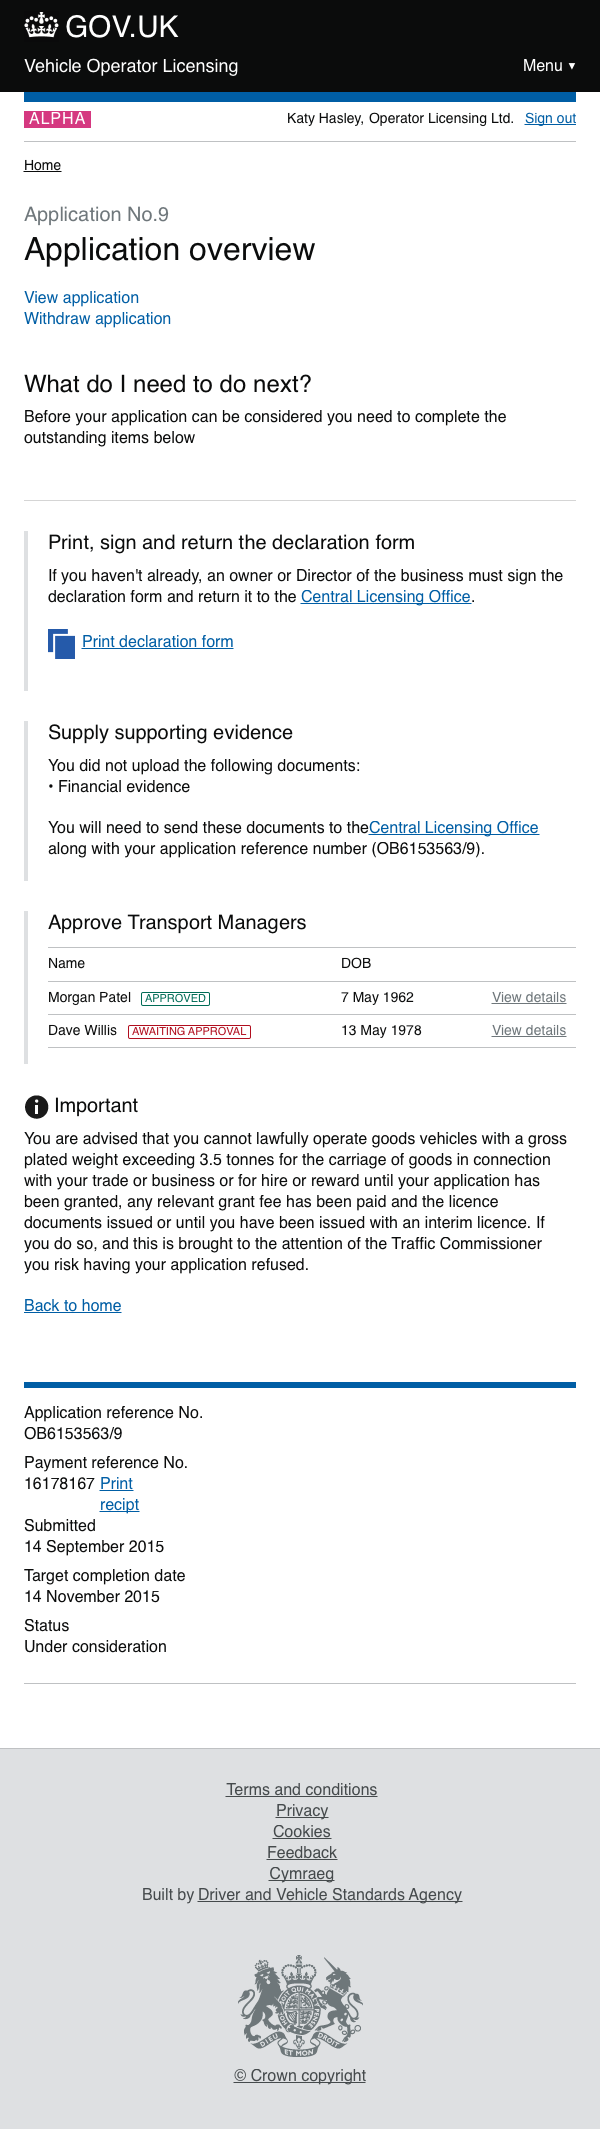 GOV.UK
Vehicle Operator Licensing
Menu ▼
ALPHA
Katy Hasley, Operator Licensing Ltd. Sign out
Home
Application No.9
Application overview
View application
Withdraw application
What do I need to do next?
Before your application can be considered you need to complete the
outstanding items below
Print, sign and return the declaration form
If you haven't already, an owner or Director of the business must sign the
declaration form and return it to the Central Licensing Office.
Print declaration form
Supply supporting evidence
You did not upload the following documents:
• Financial evidence
You will need to send these documents to theCentral Licensing Office
along with your application reference number (OB6153563/9).
Approve Transport Managers
Name DOB
Morgan Patel APPROVED 7 May 1962 View details
Dave Willis AWAITING APPROVAL 13 May 1978 View details
Important
You are advised that you cannot lawfully operate goods vehicles with a gross
plated weight exceeding 3.5 tonnes for the carriage of goods in connection
with your trade or business or for hire or reward until your application has
been granted, any relevant grant fee has been paid and the licence
documents issued or until you have been issued with an interim licence. If
you do so, and this is brought to the attention of the Traffic Commissioner
you risk having your application refused.
Back to home
Application reference No.
OB6153563/9
Payment reference No.
16178167 Print
recipt
Submitted
14 September 2015
Target completion date
14 November 2015
Status
Under consideration
Terms and conditions
Privacy
Cookies
Feedback
Cymraeg
Built by Driver and Vehicle Standards Agency
DIEU ET MON DROIT
© Crown copyright